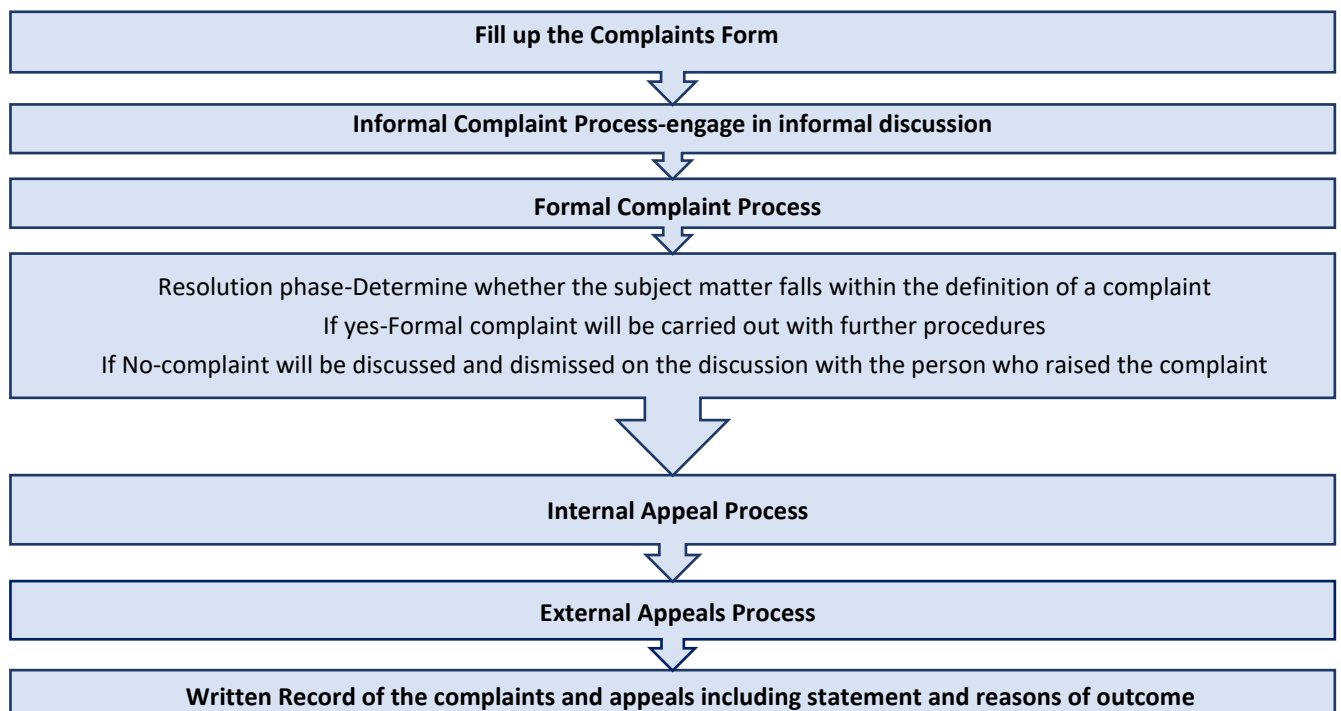 Fill up the Complaints Form
Informal Complaint Process-engage in informal discussion
Formal Complaint Process
Resolution phase-Determine whether the subject matter falls within the definition of a complaint
If yes-Formal complaint will be carried out with further procedures
If No-complaint will be discussed and dismissed on the discussion with the person who raised the complaint
Internal Appeal Process
External Appeals Process
Written Record of the complaints and appeals including statement and reasons of outcome